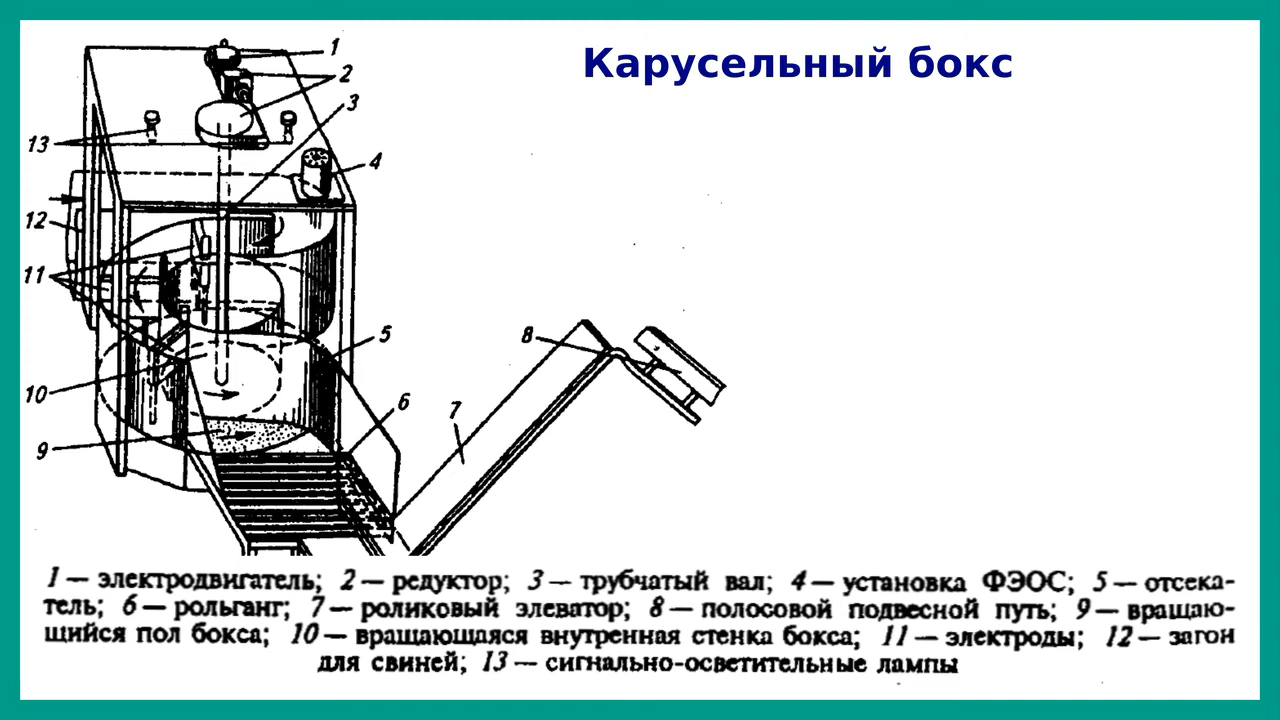 Карусельный бокс
1
2
3
13
4
12
11
5
8
10
6
7
9
1 — электродвигатель; 2 — редуктор; 3 — трубчатый вал; 4 — установка ФЭОС; 5 — отсека-
тель; 6 — рольганг; 7 — роликовый элеватор; 8 — полосовой подвесной путь; 9 — вращаю-
щийся пол бокса; 10 — вращающаяся внутренная стенка бокса; 11 — электроды; 12 — загон
для свиней; 13 — сигнально-осветительные лампы